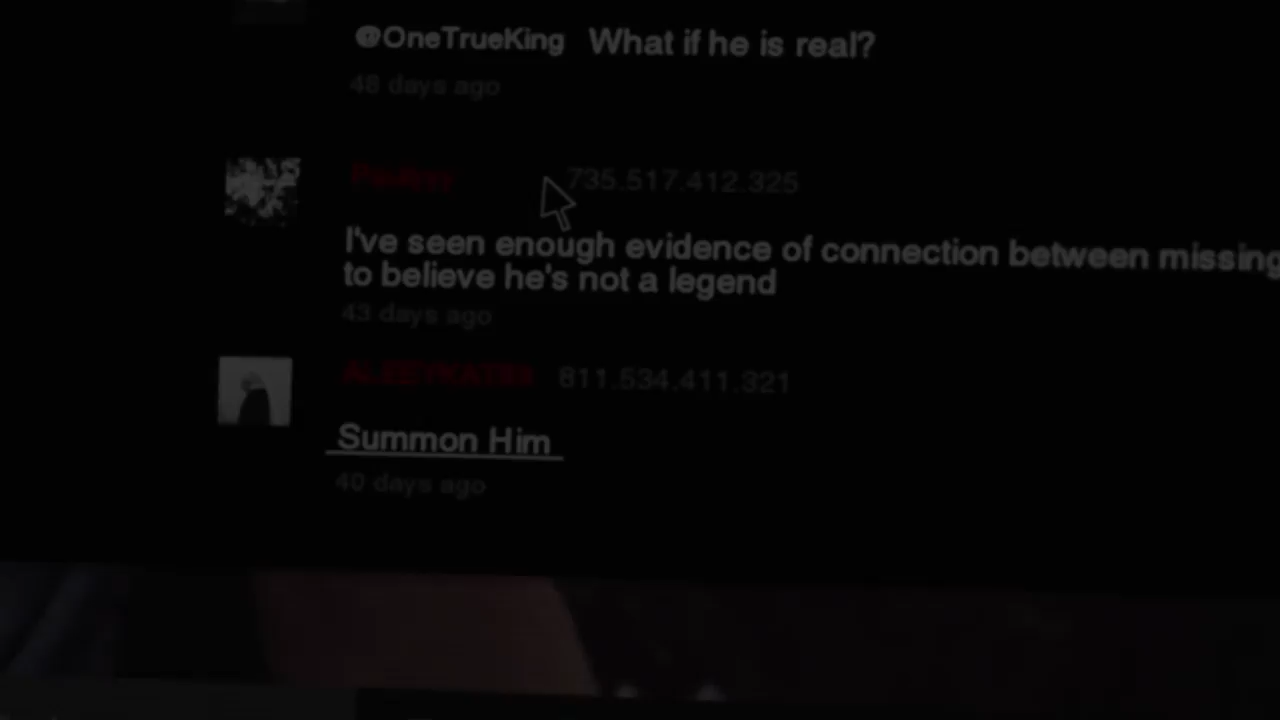 @OneTrueKing What if he is real?
48 days ago
735.517.412.325
I've seen enough evidence of connection between missing
to believe he's not a legend
43 days ago
811.534.411.321
Summon Him
40 days ago